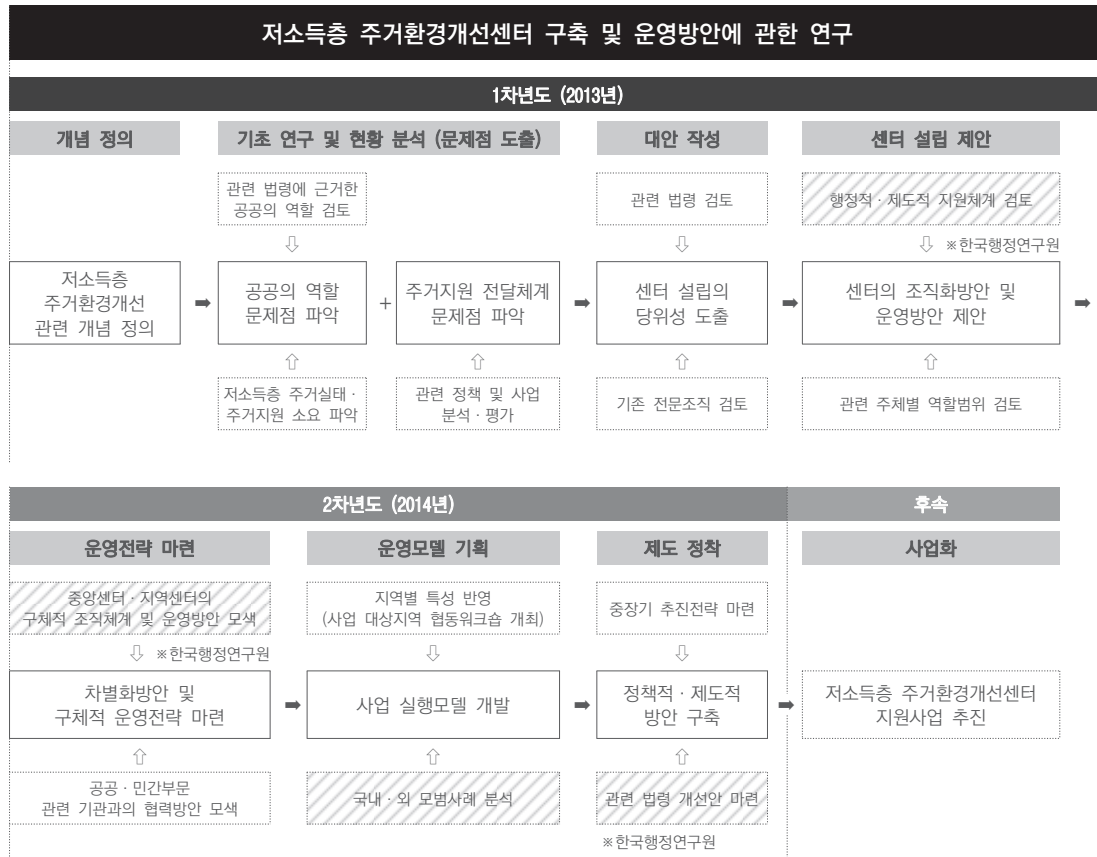 저소득층 주거환경개선센터 구축 및 운영방안에 관한 연구
1차년도 (2013년)
개념 정의
기초 연구 및 현황 분석 (문제점 도출)
대안 작성
센터 설립 제안
관련 법령에 근거한
공공의 역할 검토
관련 법령 검토
행정적·제도적 지원체계 검토
※한국행정연구원
저소득층
주거환경개선
관련 개념 정의
공공의 역할
문제점 파악
+
주거지원 전달체계
문제점 파악
센터 설립의
당위성 도출
센터의 조직화방안 및
운영방안 제안
저소득층 주거실태·
주거지원 소요 파악
관련 정책 및 사업
분석·평가
기존 전문조직 검토
관련 주체별 역할범위 검토
2차년도 (2014년)
후속
운영전략 마련
운영모델 기획
제도 정착
사업화
중앙센터·지역센터의
구체적 조직체계 및 운영방안 모색
지역별 특성 반영
(사업 대상지역 협동워크숍 개최)
중장기 추진전략 마련
※한국행정연구원
차별화방안 및
구체적 운영전략 마련
사업 실행모델 개발
정책적·제도적
방안 구축
저소득층 주거환경개선센터
지원사업 추진
공공·민간부문
관련 기관과의 협력방안 모색
국내·외 모범사례 분석
관련 법령 개선안 마련
※한국행정연구원